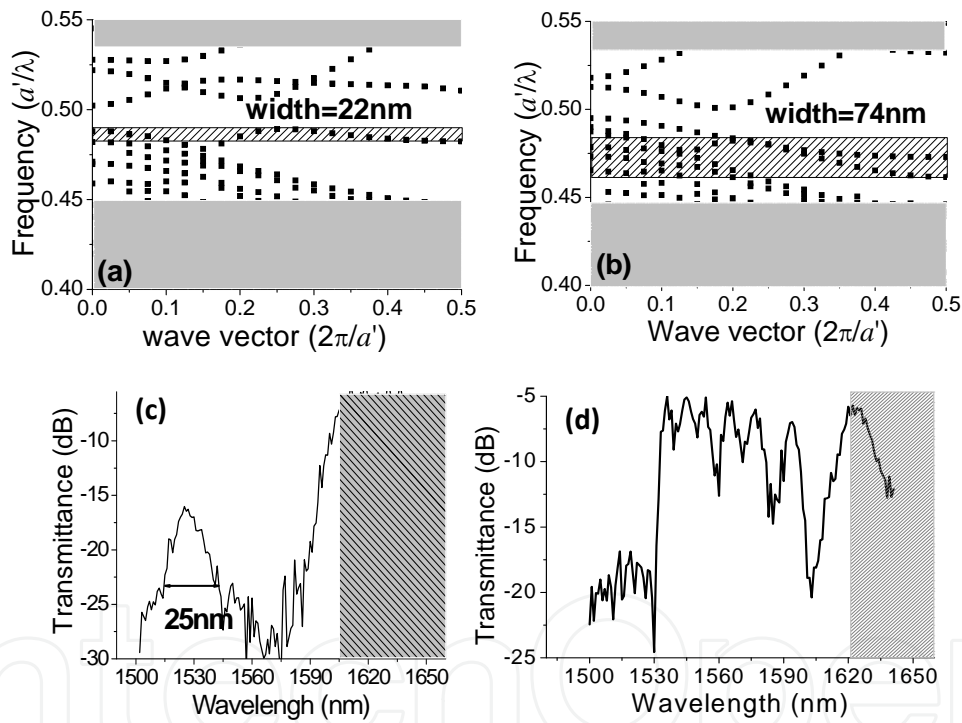 0.55
0.50
0.45
0.40
Frequency (a'/λ)
width=22nm
(a)
0.0 0.1 0.2 0.3 0.4 0.5
wave vector (2π/a')
0.55
0.50
0.45
0.40
Frequency (a'/λ)
width=74nm
(b)
0.0 0.1 0.2 0.3 0.4 0.5
Wave vector (2π/a')
(c)
-10
-15
-20
-25
-30
Transmittance (dB)
25nm
1500 1530 1560 1590 1620 1650
Wavelengh (nm)
(d)
-5
-10
-15
-20
-25
Transmittance (dB)
1500 1530 1560 1590 1620 1650
Wavelength (nm)